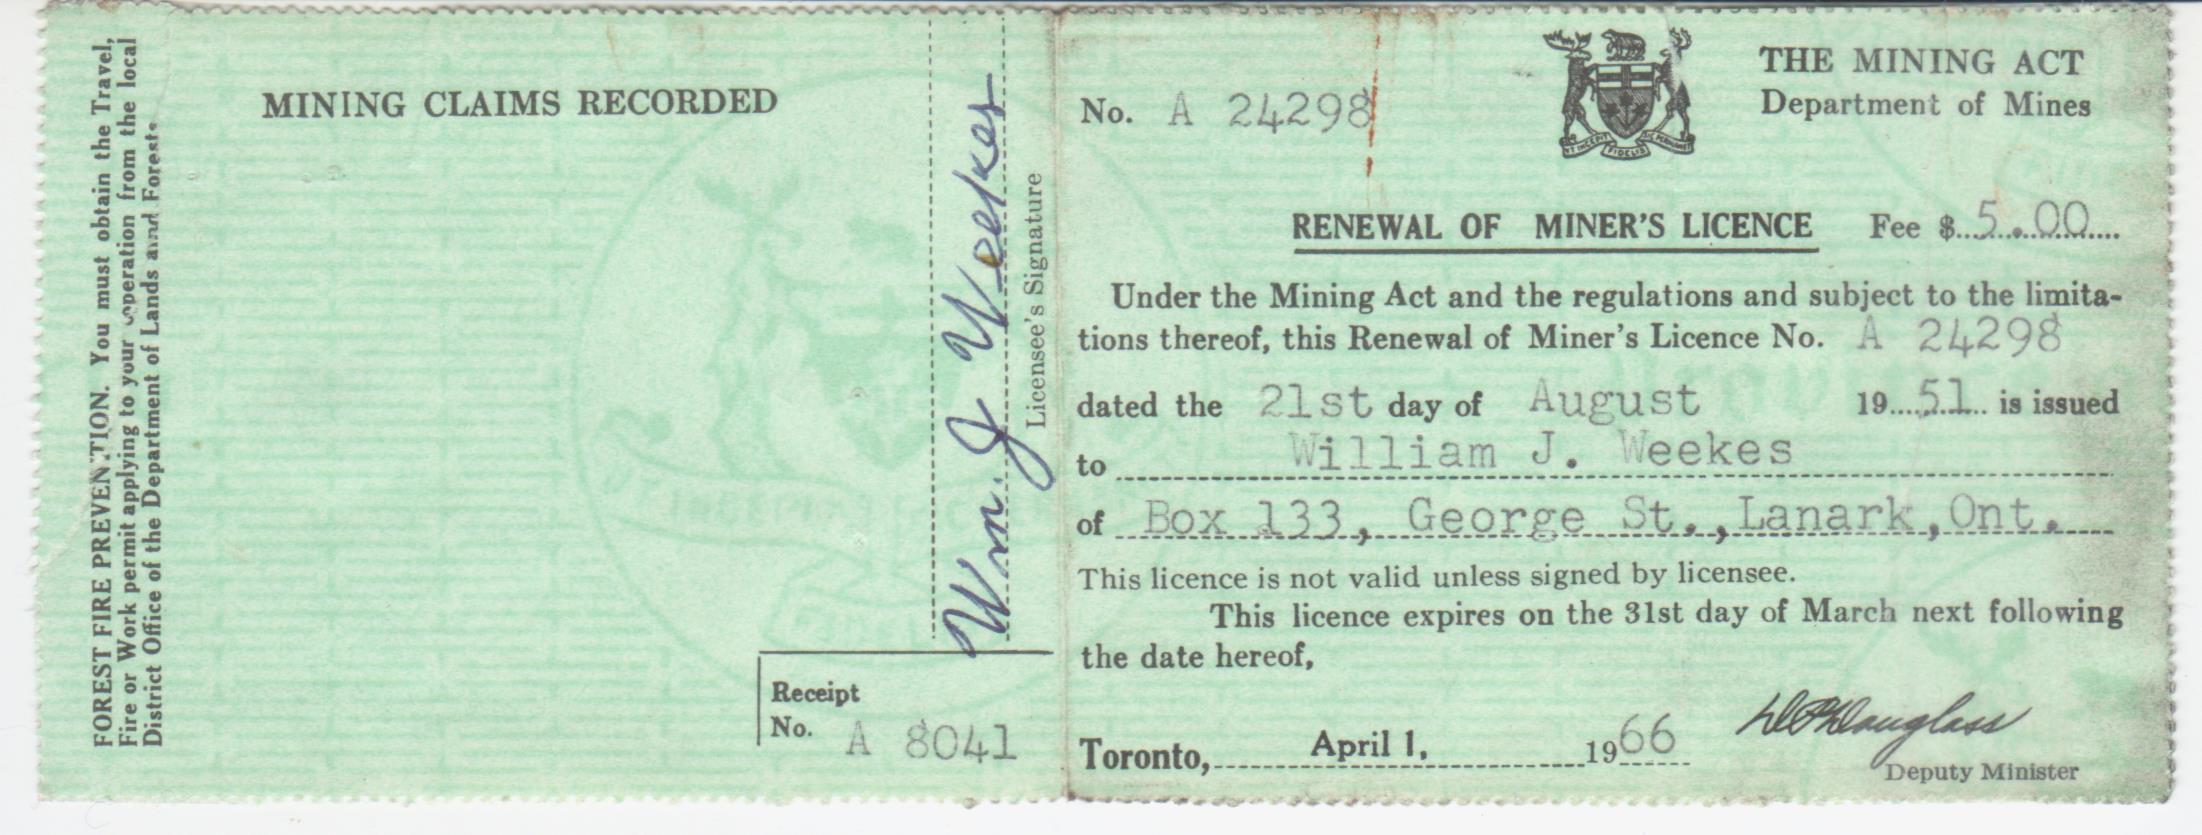 FOREST FIRE PREVENTION. You must obtain the Travel,
Fire or Work permit applying to your operation from the local
District Office of the Department of Lands and Forests.
MINING CLAIMS RECORDED
Wm. J Weekes
Licensee's Signature
Receipt
No. A 8041
No. A 24298
UT INCEPIT FIDELIS SIC PERMANET
THE MINING ACT
Department of Mines
RENEWAL OF MINER'S LICENCE Fee $ 5.00
Under the Mining Act and the regulations and subject to the limita-
tions thereof, this Renewal of Miner's Licence No. A 24298
dated the 21st day of August 1951 is issued
to William J. Weekes
of Box 133, George St., Lanark, Ont.
This licence is not valid unless signed by licensee.
This licence expires on the 31st day of March next following
the date hereof,
Toronto, April 1, 1966
Douglass
Deputy Minister